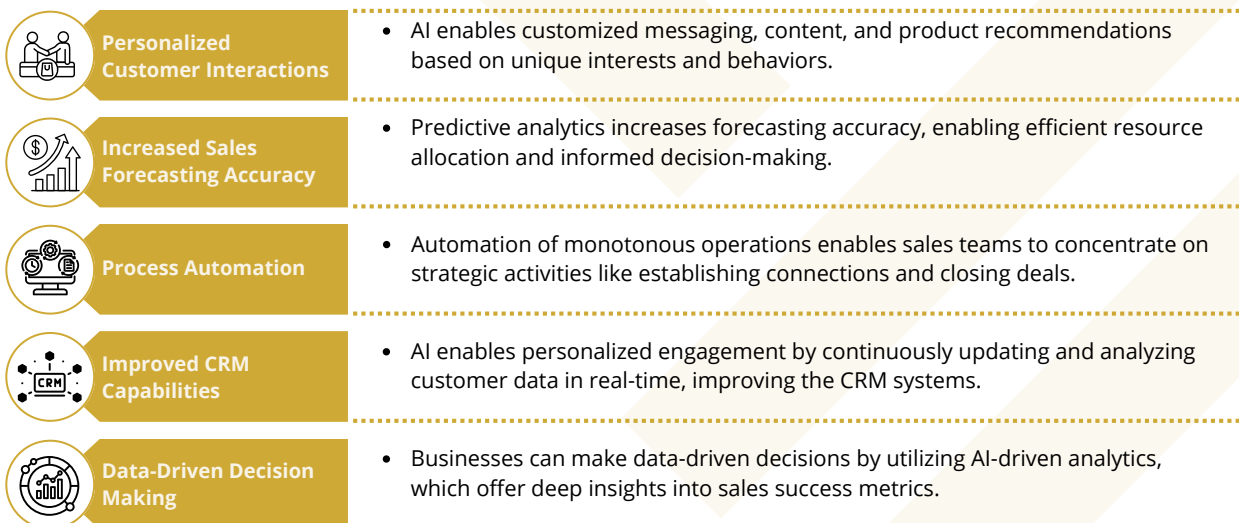 Personalized
Customer Interactions
• AI enables customized messaging, content, and product recommendations
based on unique interests and behaviors.
$
Increased Sales
Forecasting Accuracy
• Predictive analytics increases forecasting accuracy, enabling efficient resource
allocation and informed decision-making.
Process Automation
• Automation of monotonous operations enables sales teams to concentrate on
strategic activities like establishing connections and closing deals.
CRM
Improved CRM
Capabilities
• AI enables personalized engagement by continuously updating and analyzing
customer data in real-time, improving the CRM systems.
Data-Driven Decision
Making
• Businesses can make data-driven decisions by utilizing AI-driven analytics,
which offer deep insights into sales success metrics.